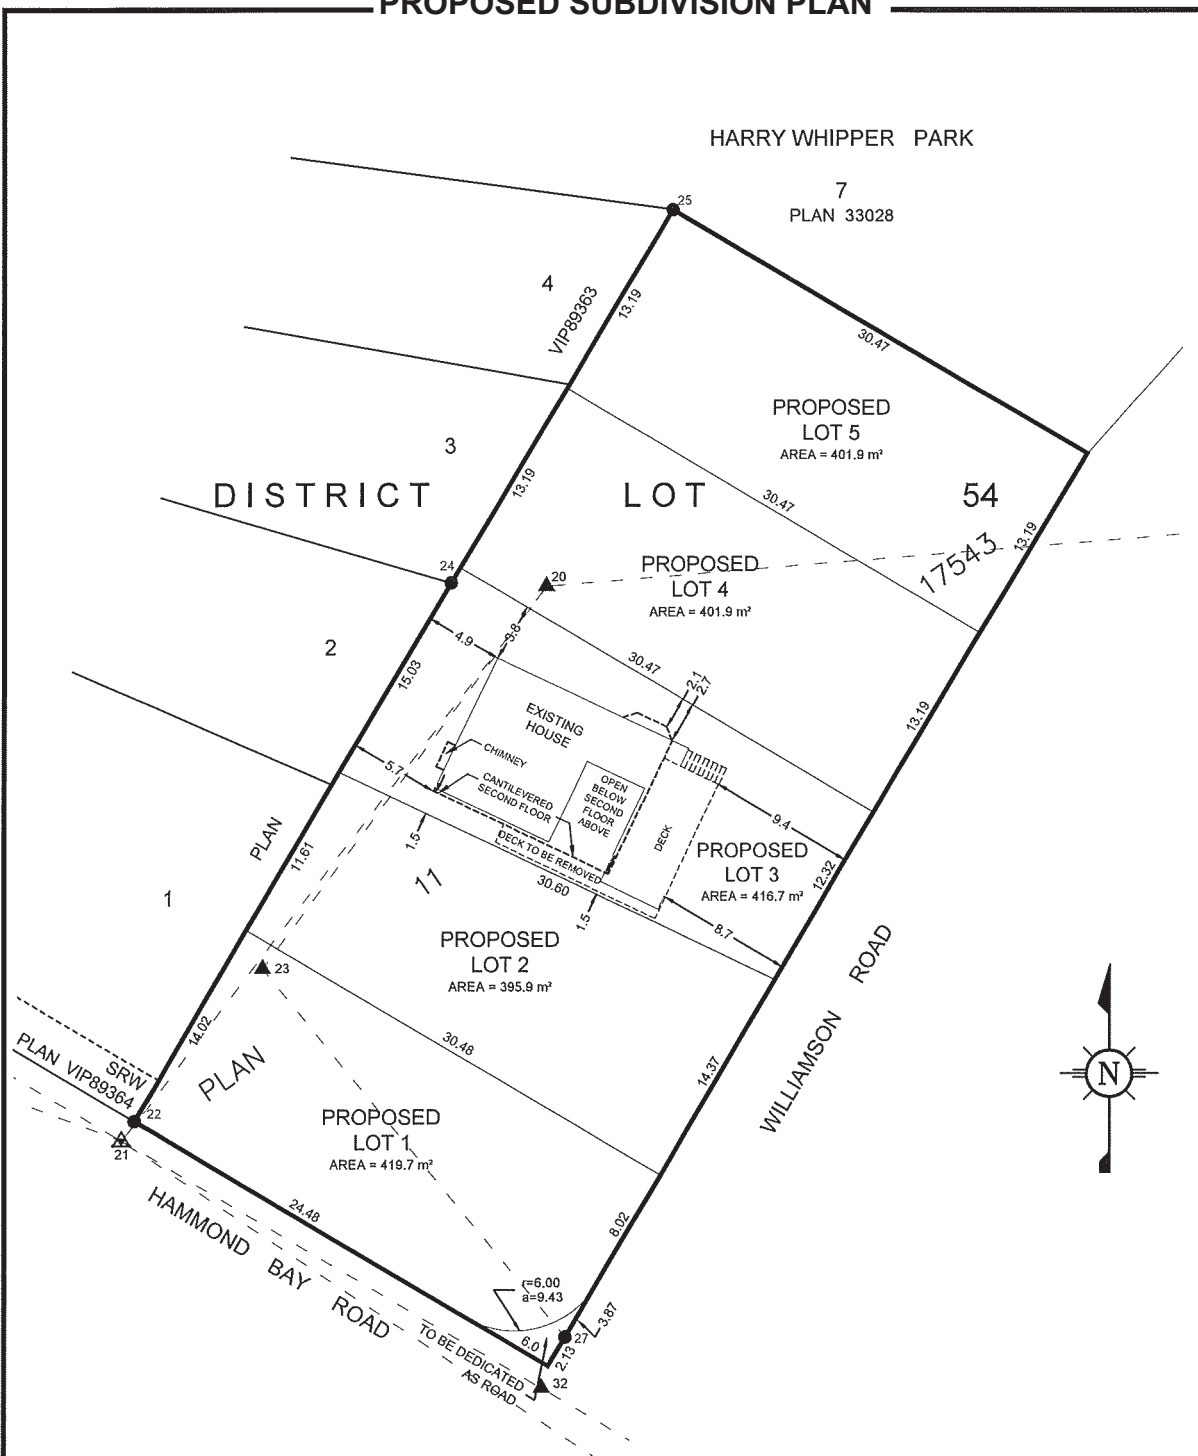 PROPOSED SUBDIVISION PLAN
HARRY WHIPPER PARK
7
PLAN 33028
25
4
VIP89363
13.19
30.47
PROPOSED
LOT 5
AREA = 401.9 m²
3
13.19
DISTRICT LOT 54
30.47
13.19
17543
24
20
PROPOSED
LOT 4
AREA = 401.9 m²
2
4.9
3.8
30.47
15.03
2.1
2.7
13.19
EXISTING
HOUSE
CHIMNEY
5.7
CANTILEVERED
SECOND FLOOR
OPEN
BELOW
SECOND
FLOOR
ABOVE
DECK
9.4
1.5
DECK TO BE REMOVED
PROPOSED
LOT 3
AREA = 416.7 m²
12.32
PLAN
11.61
11
30.60
1.5
8.7
1
PROPOSED
LOT 2
AREA = 395.9 m²
WILLIAMSON ROAD
23
14.02
30.48
14.37
SRW
PLAN VIP89364
PLAN
22
21
PROPOSED
LOT 1
AREA = 419.7 m²
N
24.48
8.02
HAMMOND BAY ROAD
r=6.00
a=9.43
3.87
6.0
27
2.13
TO BE DEDICATED
AS ROAD
32